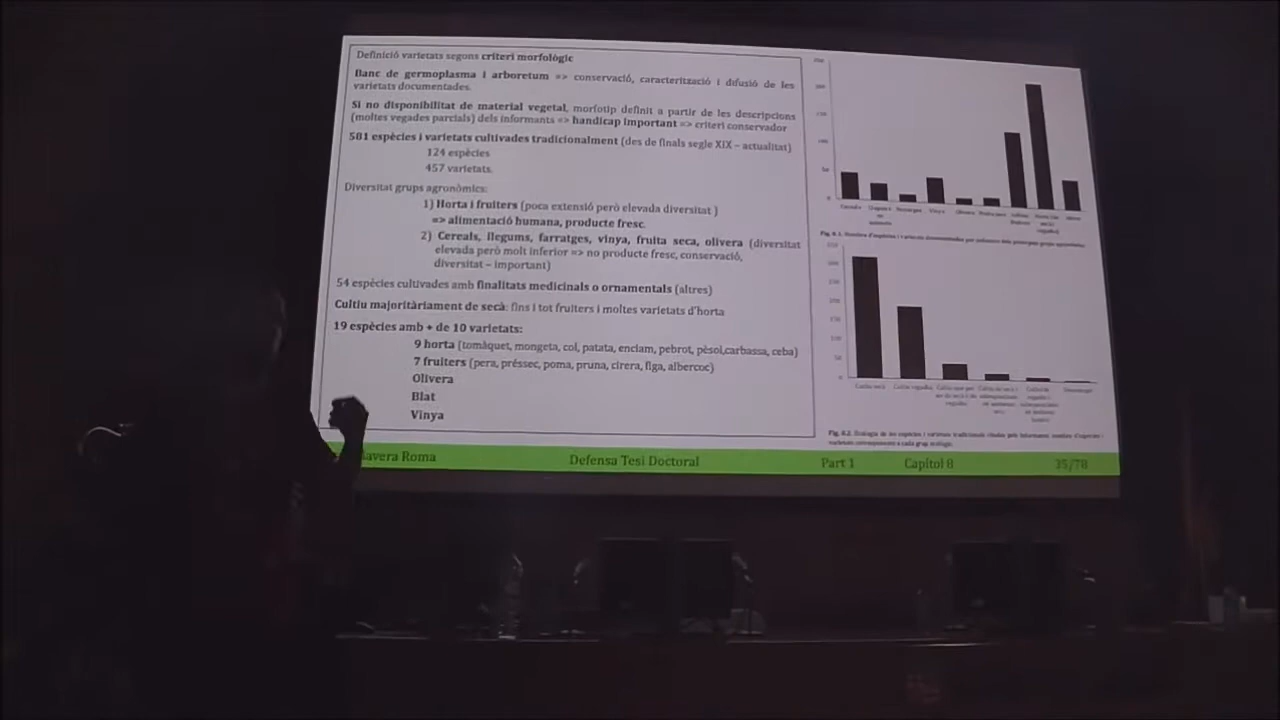 Definició varietats segons criteri morfològic
Banc de germoplasma i arboretum => conservació, caracterització i difusió de les
varietats documentades.
Si no disponibilitat de material vegetal, morfotip definit a partir de les descripcions
(moltes vegades parcials) dels informants => handicap important => criteri conservador
581 espècies i varietats cultivades tradicionalment (des de finals segle XIX – actualitat)
124 espècies
457 varietats.
Diversitat grups agronòmics:
1) Horta i fruiters (poca extensió però elevada diversitat )
=> alimentació humana, producte fresc.
2) Cereals, llegums, farratges, vinya, fruita seca, olivera (diversitat
elevada però molt inferior => no producte fresc, conservació,
diversitat – important)
54 espècies cultivades amb finalitats medicinals o ornamentals (altres)
Cultiu majoritàriament de secà: fins i tot fruiters i moltes varietats d'horta
19 espècies amb + de 10 varietats:
9 horta (tomàquet, mongeta, col, patata, enciam, pebrot, pèsol,carbassa, ceba)
7 fruiters (pera, préssec, poma, pruna, cirera, figa, albercoc)
Olivera
Blat
Vinya
avera Roma
Defensa Tesi Doctoral
Part 1
Capítol 8
35/78